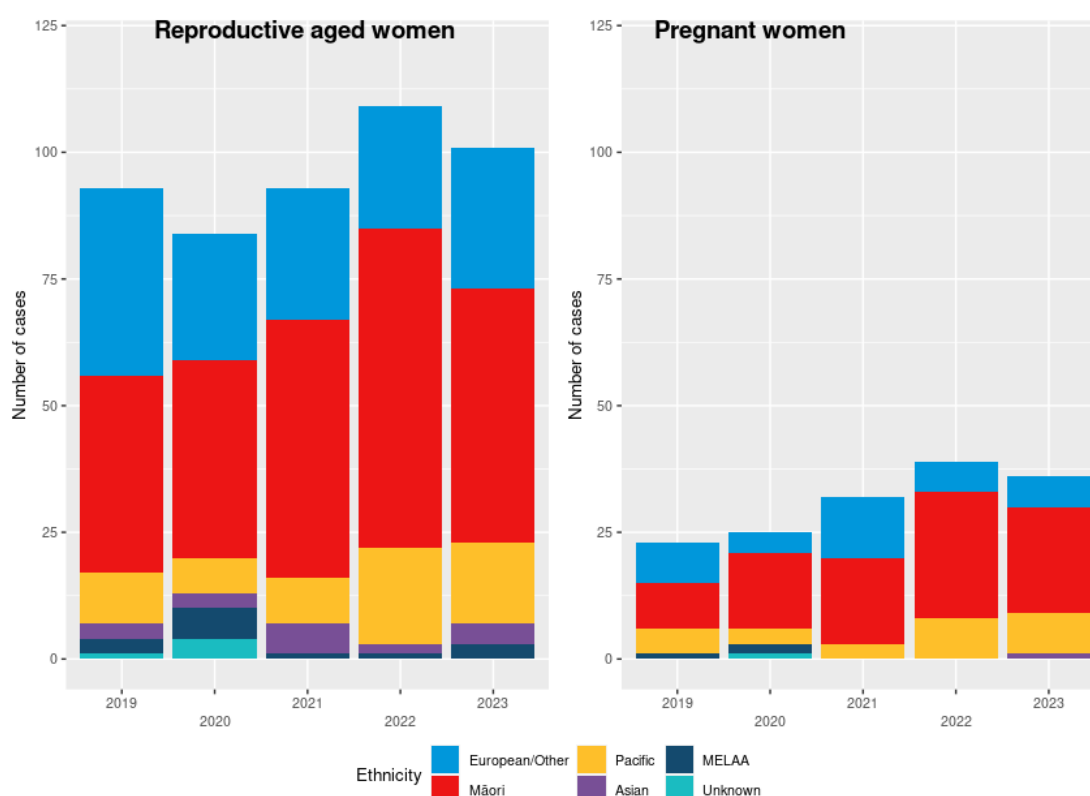 Reproductive aged women
125
100
75
50
25
0
Number of cases
2019
2020
2021
2022
2023
Pregnant women
125
100
75
50
25
0
Number of cases
2019
2020
2021
2022
2023
Ethnicity
European/Other
Māori
Pacific
Asian
MELAA
Unknown